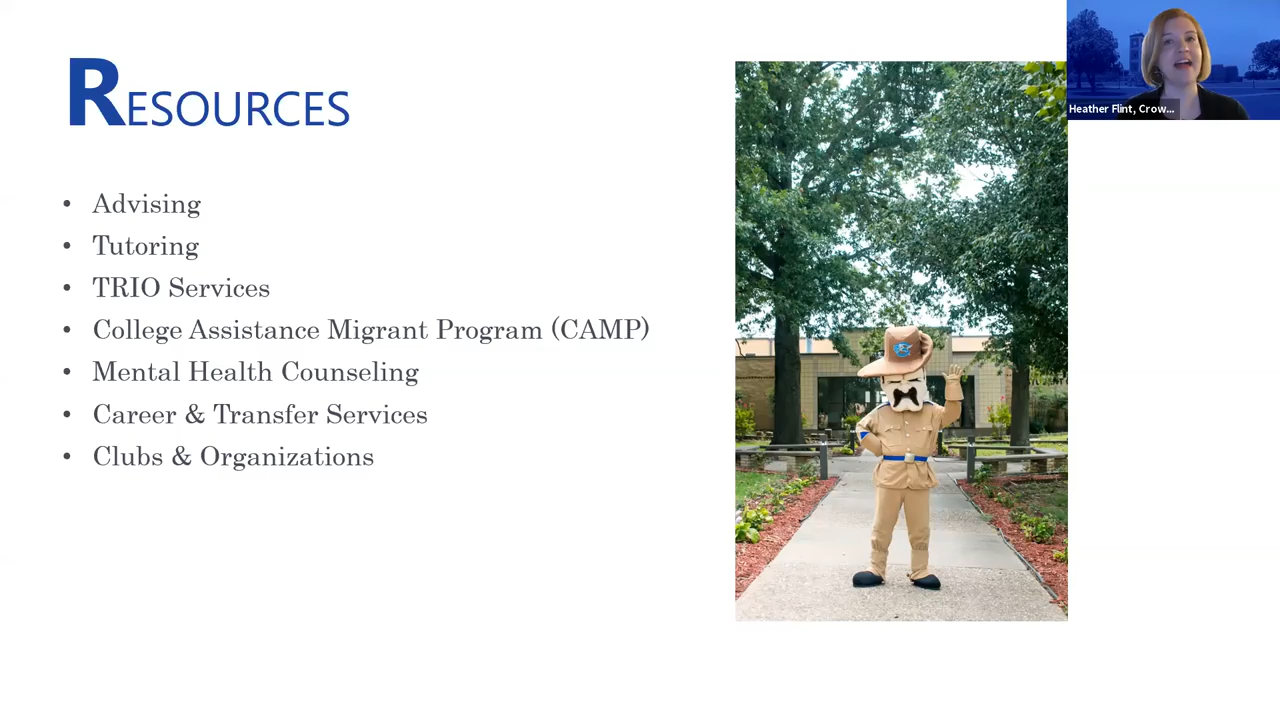 RESOURCES
• Advising
• Tutoring
• TRIO Services
• College Assistance Migrant Program (CAMP)
• Mental Health Counseling
• Career & Transfer Services
• Clubs & Organizations
Heather Flint, Crow...